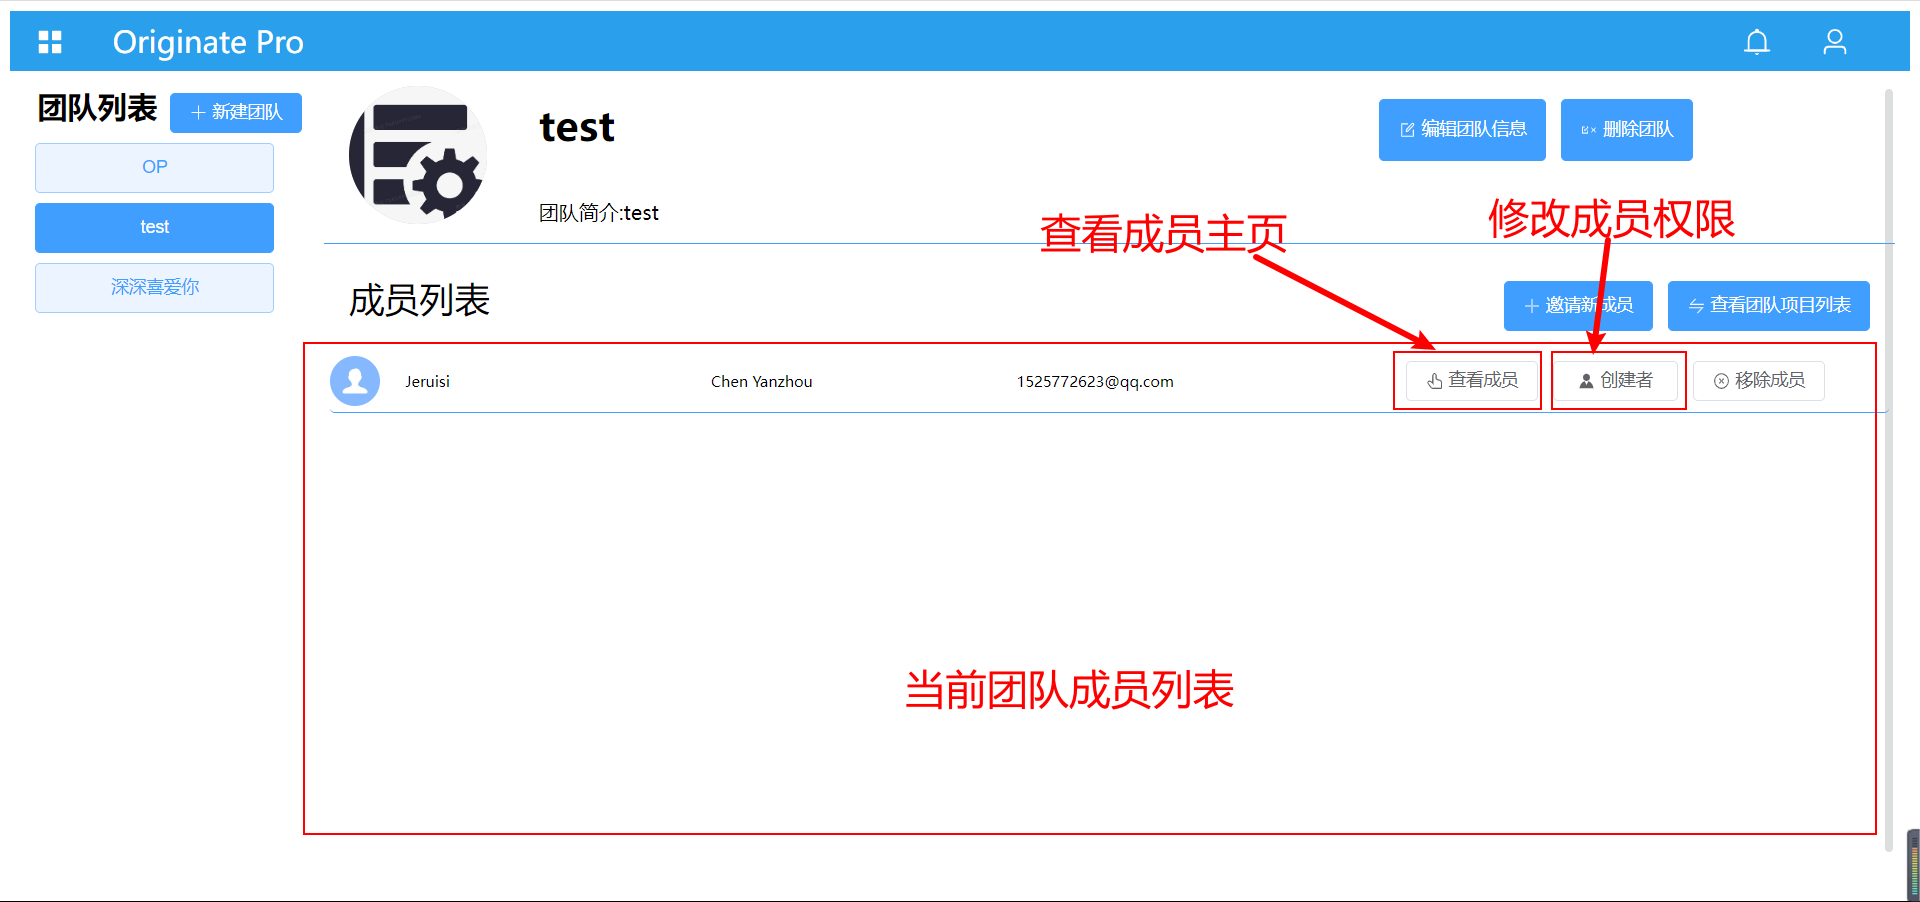 Originate Pro
团队列表
新建团队
OP
test
深深喜爱你
test
团队简介:test
编辑团队信息
删除团队
查看成员主页
修改成员权限
成员列表
邀请新成员
查看团队项目列表
Jeruisi
Chen Yanzhou
1525772623@qq.com
查看成员
创建者
移除成员
当前团队成员列表